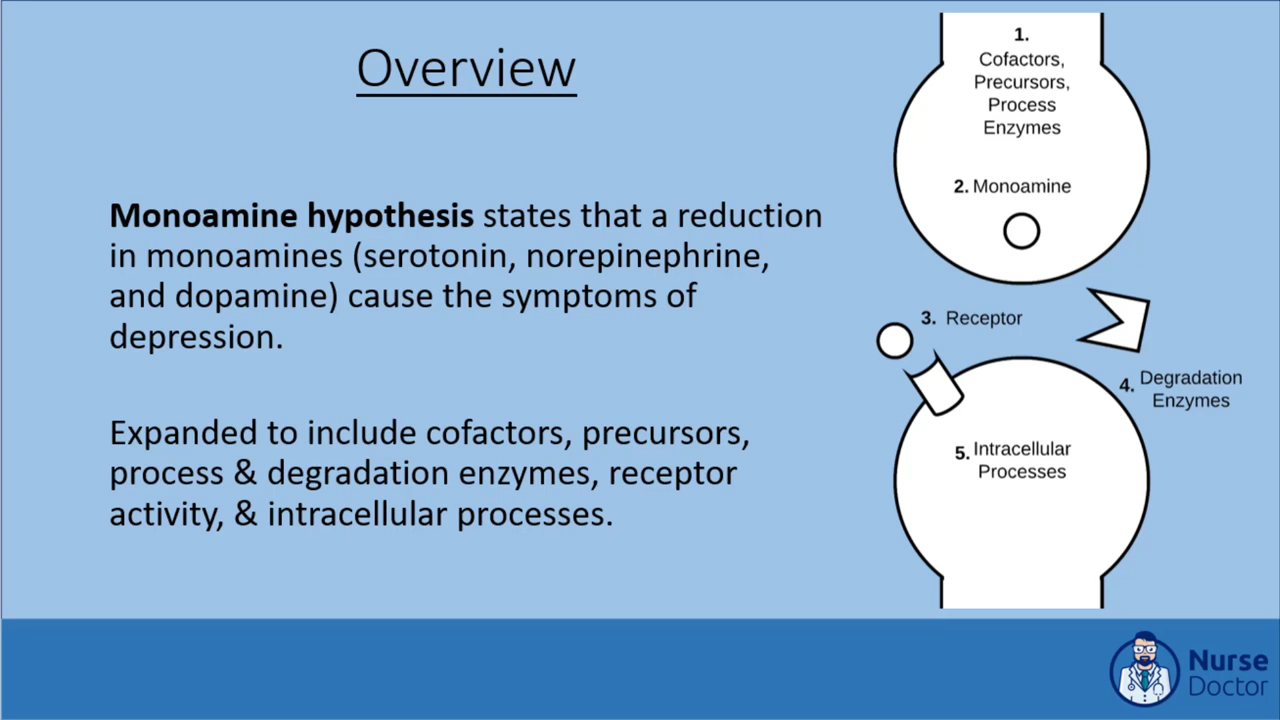 Overview
Monoamine hypothesis states that a reduction
in monoamines (serotonin, norepinephrine,
and dopamine) cause the symptoms of
depression.
Expanded to include cofactors, precursors,
process & degradation enzymes, receptor
activity, & intracellular processes.
1.
Cofactors,
Precursors,
Process
Enzymes
2. Monoamine
3. Receptor
4. Degradation
Enzymes
5. Intracellular
Processes
Nurse
Doctor